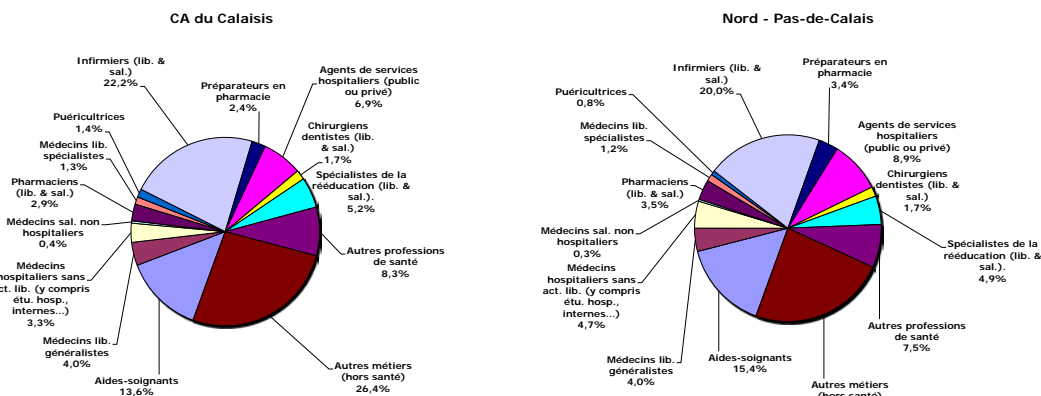 CA du Calaisis
Infirmiers (lib. &
sal.)
22,2%
Préparateurs en
pharmacie
2,4%
Agents de services
hospitaliers (public
ou privé)
6,9%
Chirurgiens
dentistes (lib.
& sal.)
1,7%
Spécialistes de la
rééducation (lib. &
sal.).
5,2%
Autres professions
de santé
8,3%
Autres métiers
(hors santé)
26,4%
Aides-soignants
13,6%
Médecins lib.
généralistes
4,0%
Médecins
hospitaliers sans
act. lib. (y compris
étu. hosp.,
internes...)
3,3%
Médecins sal. non
hospitaliers
0,4%
Pharmaciens
(lib. & sal.)
2,9%
Médecins lib.
spécialistes
1,3%
Puéricultrices
1,4%
Nord - Pas-de-Calais
Infirmiers (lib. &
sal.)
20,0%
Préparateurs en
pharmacie
3,4%
Agents de services
hospitaliers
(public ou privé)
8,9%
Chirurgiens
dentistes (lib. &
sal.)
1,7%
Spécialistes de la
rééducation (lib. &
sal.).
4,9%
Autres professions
de santé
7,5%
Autres métiers
(hors santé)
Aides-soignants
15,4%
Médecins lib.
généralistes
4,0%
Médecins
hospitaliers sans
act. lib. (y compris
étu. hosp.,
internes...)
4,7%
Médecins sal. non
hospitaliers
0,3%
Pharmaciens
(lib. & sal.)
3,5%
Médecins lib.
spécialistes
1,2%
Puéricultrices
0,8%